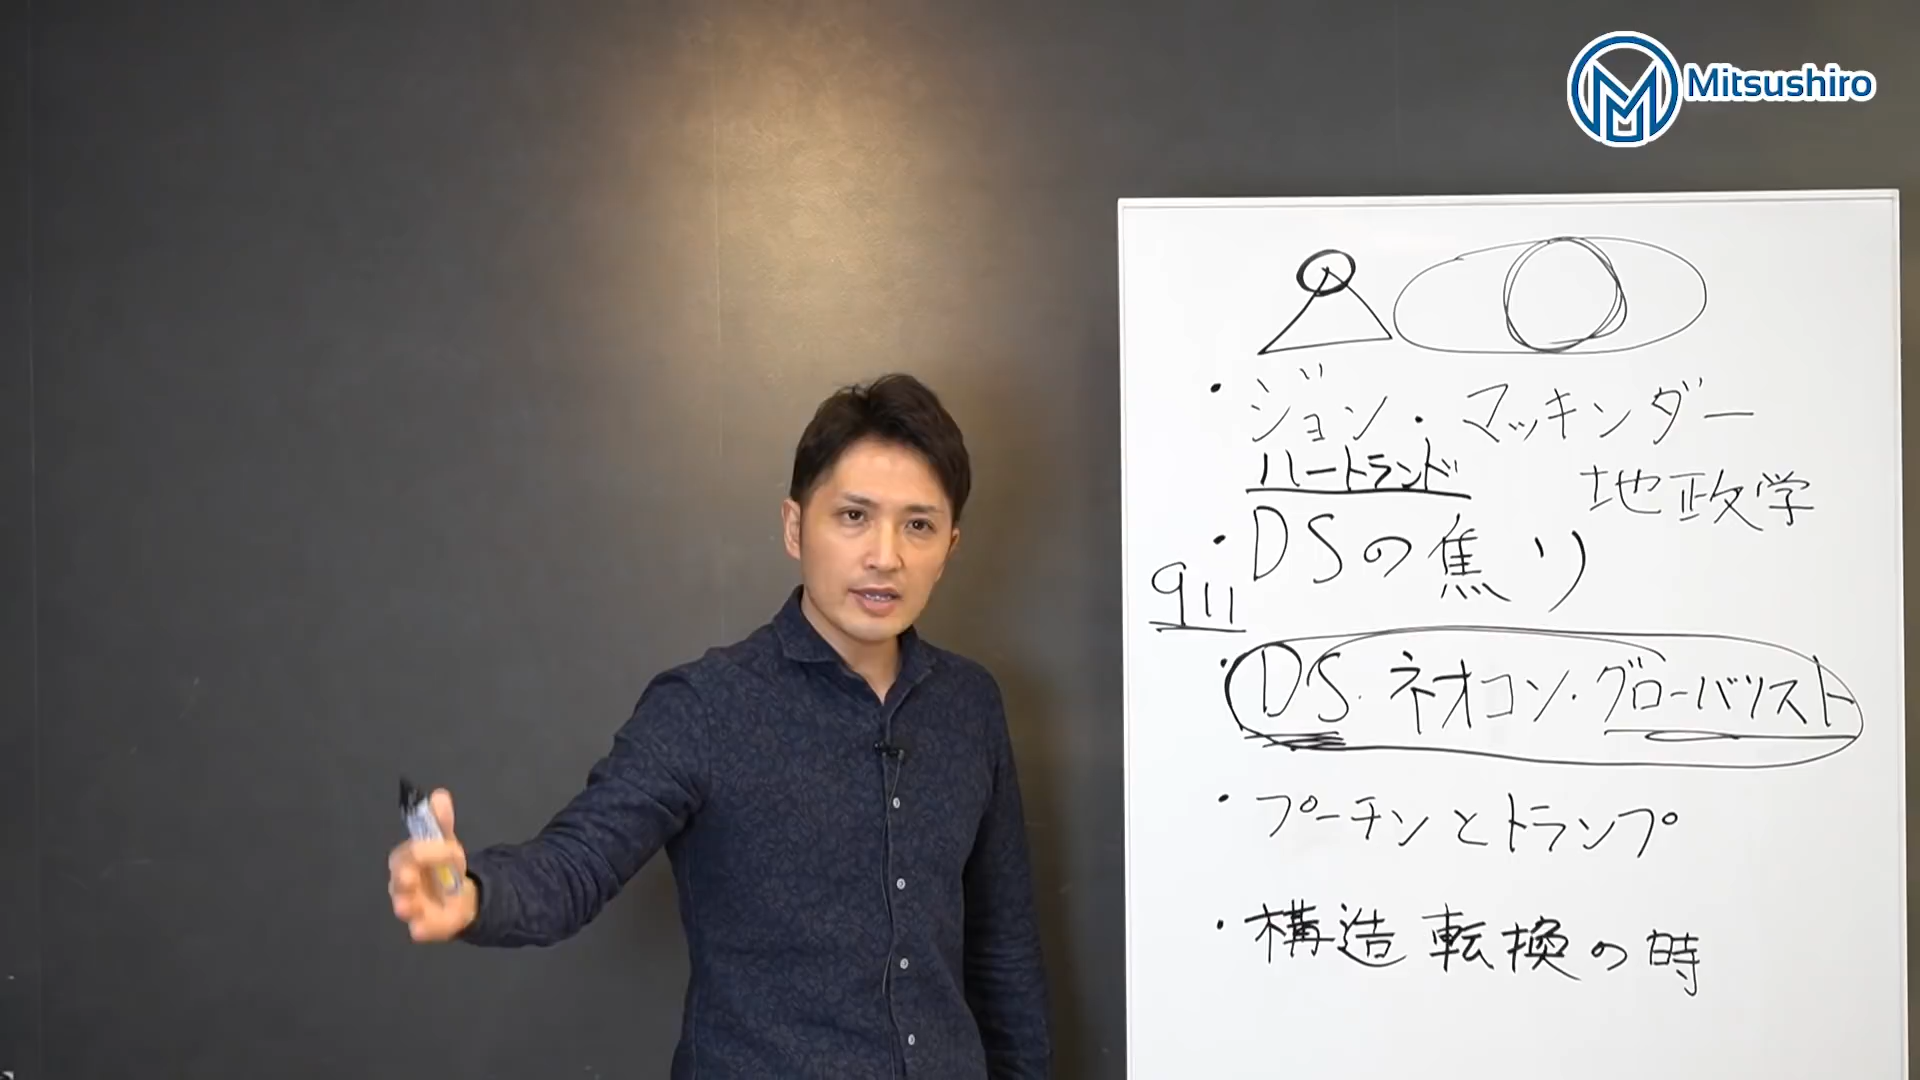 Mitsushiro
・ジョン・マッキンダー
ハートランド
地政学
・DSの焦り
911
・DS・ネオコン・グローバリスト
・プーチンとトランプ
・構造転換の時